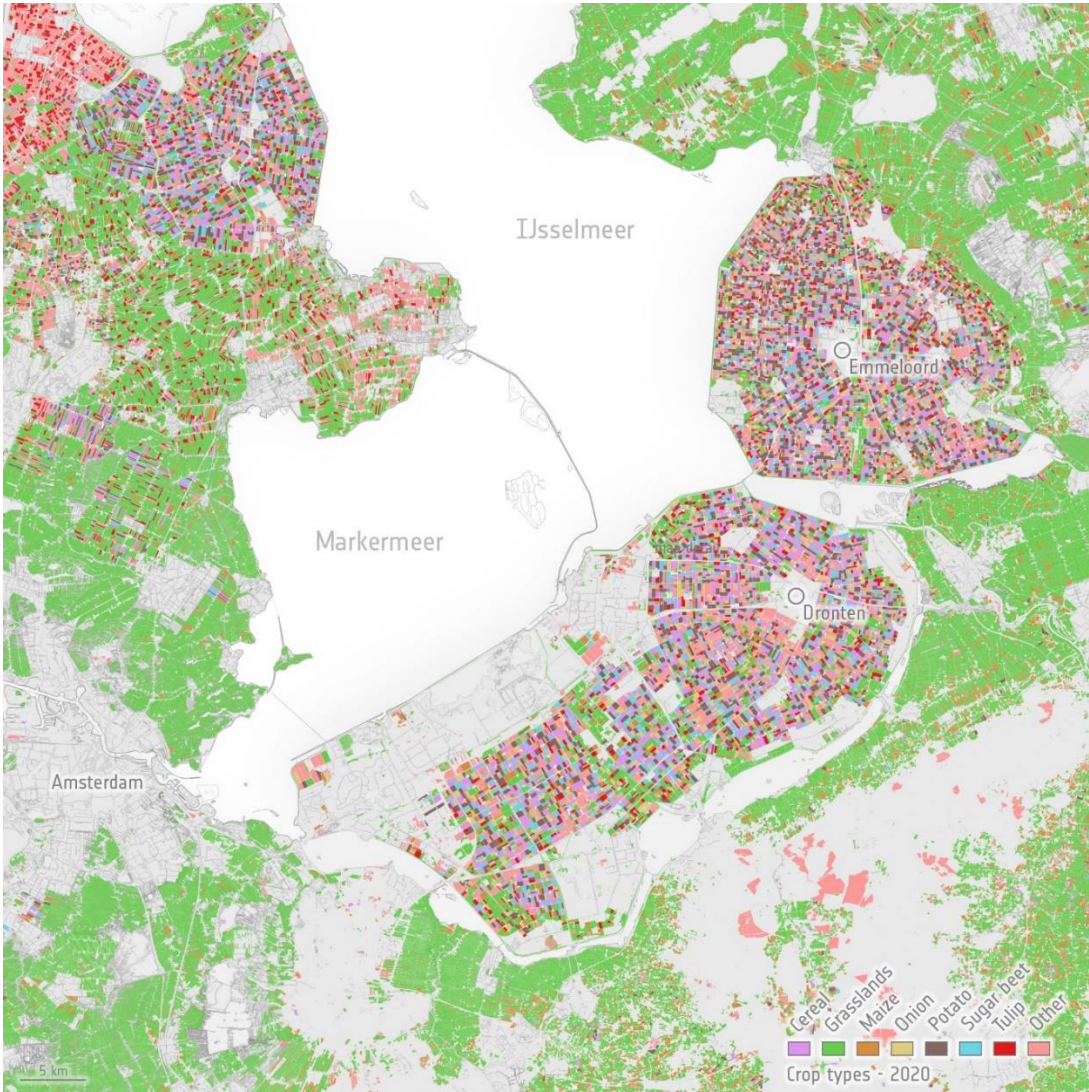 IJsselmeer
Emmeloord
Markermeer
Dronten
Amsterdam
Cereal
Grasslands
Maize
Onion
Potato
Sugar beet
Tulip
Other
5 km
Crop types - 2020